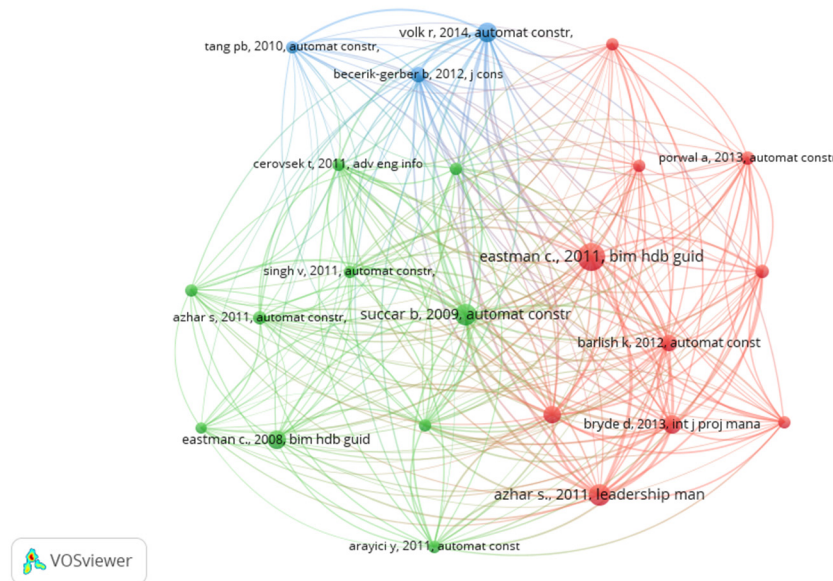 volk r, 2014, automat constr,
tang pb, 2010, automat constr,
becerik-gerber b, 2012, j cons
cerovsek t, 2011, adv eng info
porwal a, 2013, automat constr
eastman c., 2011, bim hdb guid
singh v, 2011, automat constr,
succar b, 2009, automat constr
azhar s, 2011, automat constr,
barlish k, 2012, automat const
bryde d, 2013, int j proj mana
eastman c., 2008, bim hdb guid
azhar s., 2011, leadership man
arayici y, 2011, automat const
VOSviewer